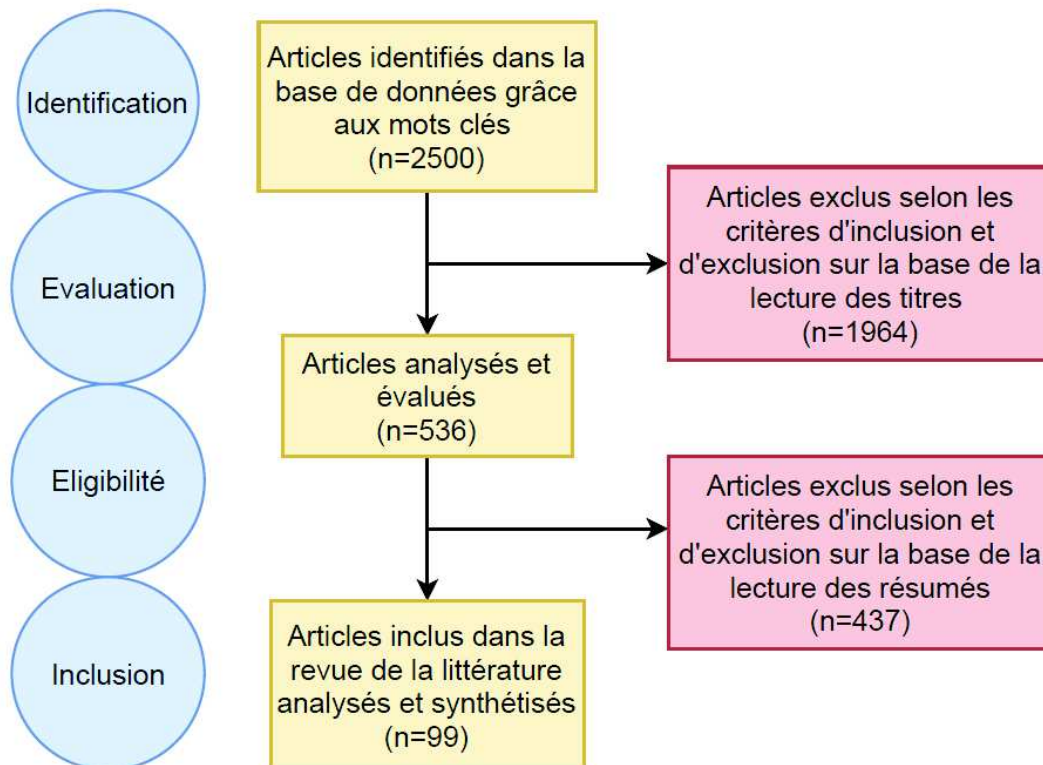 Identification
Articles identifiés dans la
base de données grâce
aux mots clés
(n=2500)
Articles exclus selon les
critères d'inclusion et
d'exclusion sur la base de la
lecture des titres
(n=1964)
Evaluation
Articles analysés et
évalués
(n=536)
Eligibilité
Articles exclus selon les
critères d'inclusion et
d'exclusion sur la base de la
lecture des résumés
(n=437)
Inclusion
Articles inclus dans la
revue de la littérature
analysés et synthétisés
(n=99)